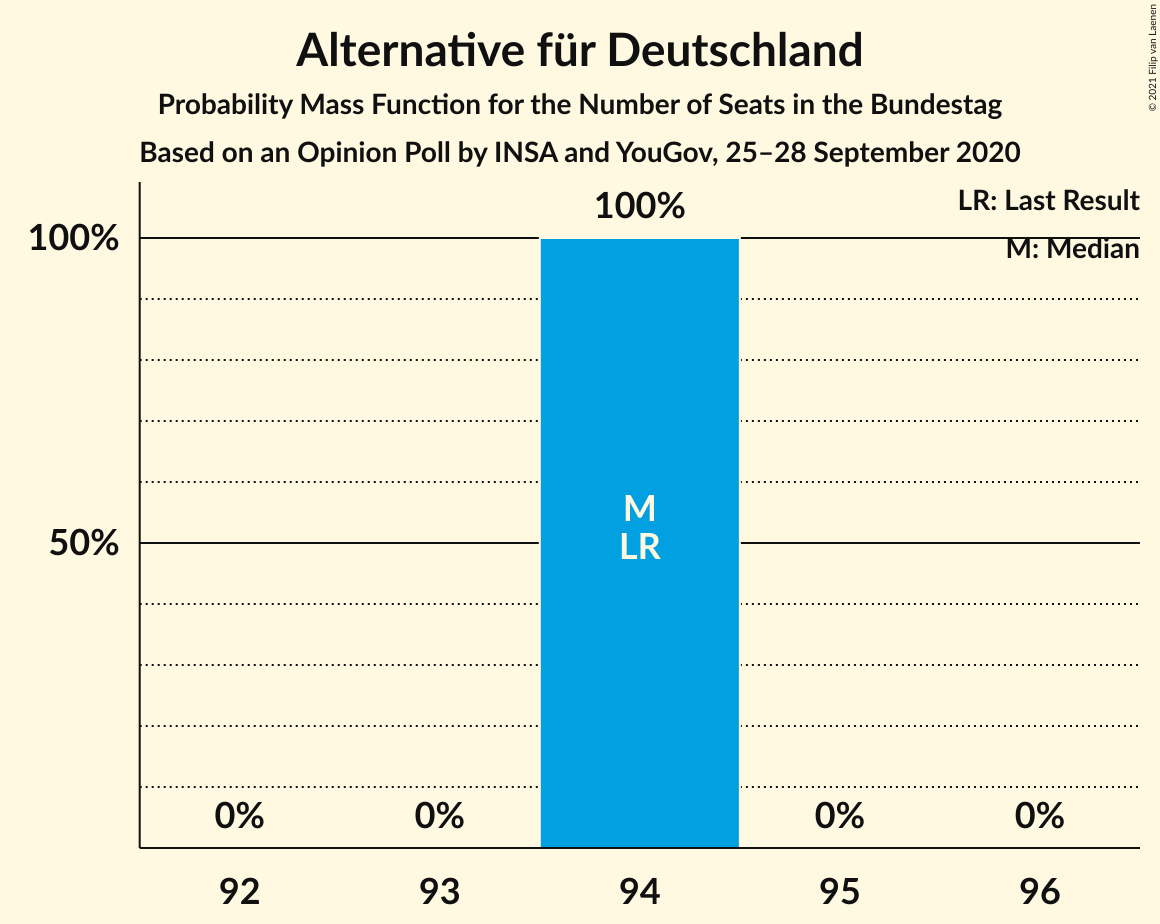 Alternative für Deutschland
Probability Mass Function for the Number of Seats in the Bundestag
Based on an Opinion Poll by INSA and YouGov, 25–28 September 2020
© 2021 Filip van Laenen
LR: Last Result
M: Median
100%
100%
50%
M
LR
0%
0%
0%
0%
92
93
94
95
96